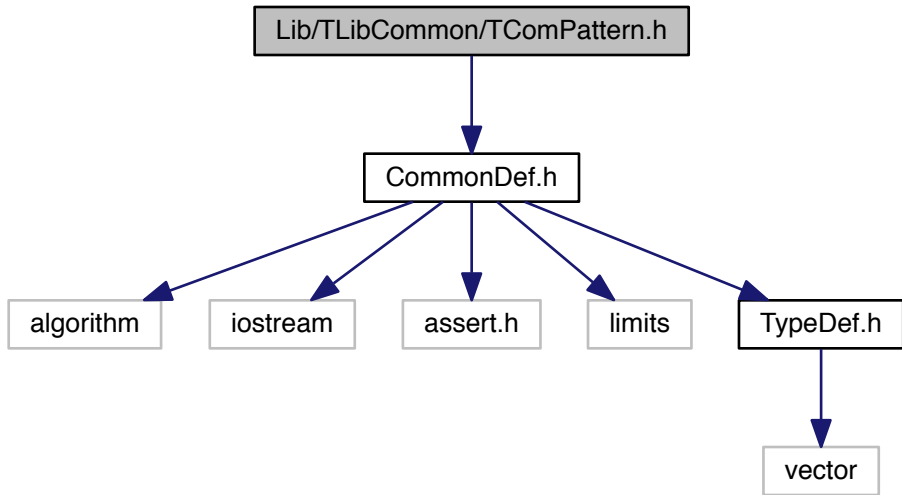 Lib/TLibCommon/TComPattern.h
CommonDef.h
algorithm
iostream
assert.h
limits
TypeDef.h
vector